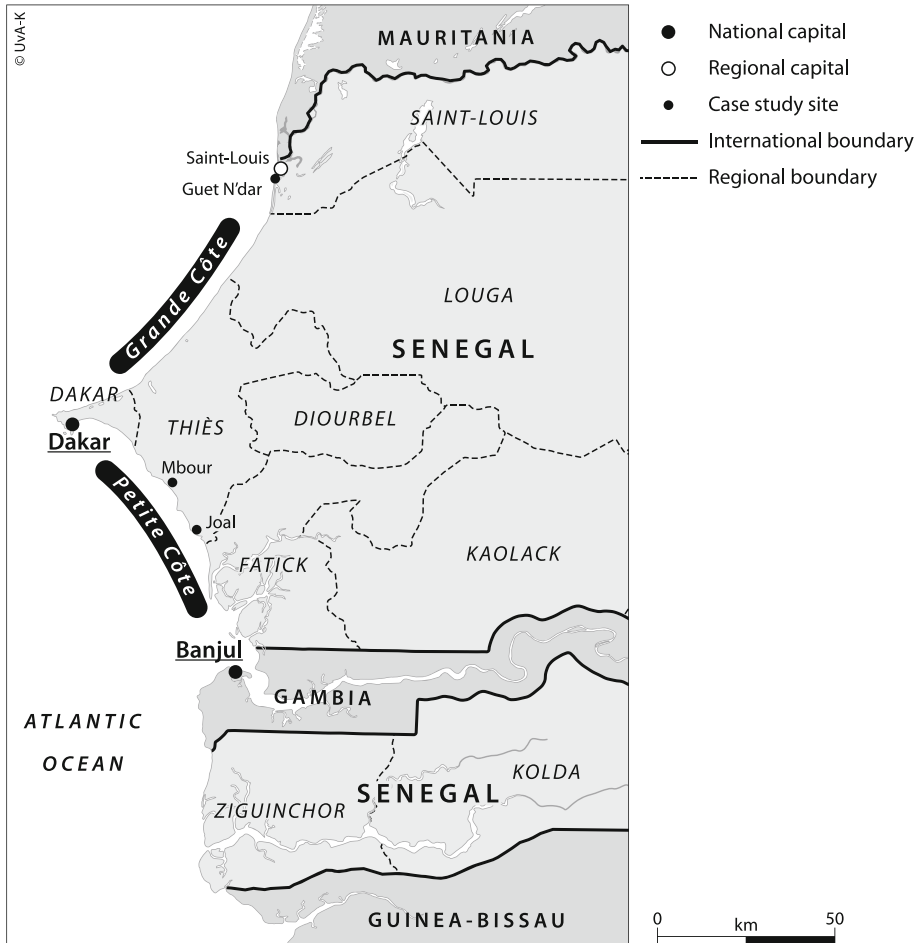 © UvA-K
MAURITANIA
SAINT-LOUIS
Saint-Louis
Guet N'dar
Grande Côte
LOUGA
SENEGAL
DAKAR
Dakar
THIÈS
DIOURBEL
Mbour
Petite Côte
Joal
FATICK
KAOLACK
Banjul
GAMBIA
ATLANTIC
OCEAN
KOLDA
SENEGAL
ZIGUINCHOR
GUINEA-BISSAU
National capital
Regional capital
Case study site
International boundary
Regional boundary
0 km 50